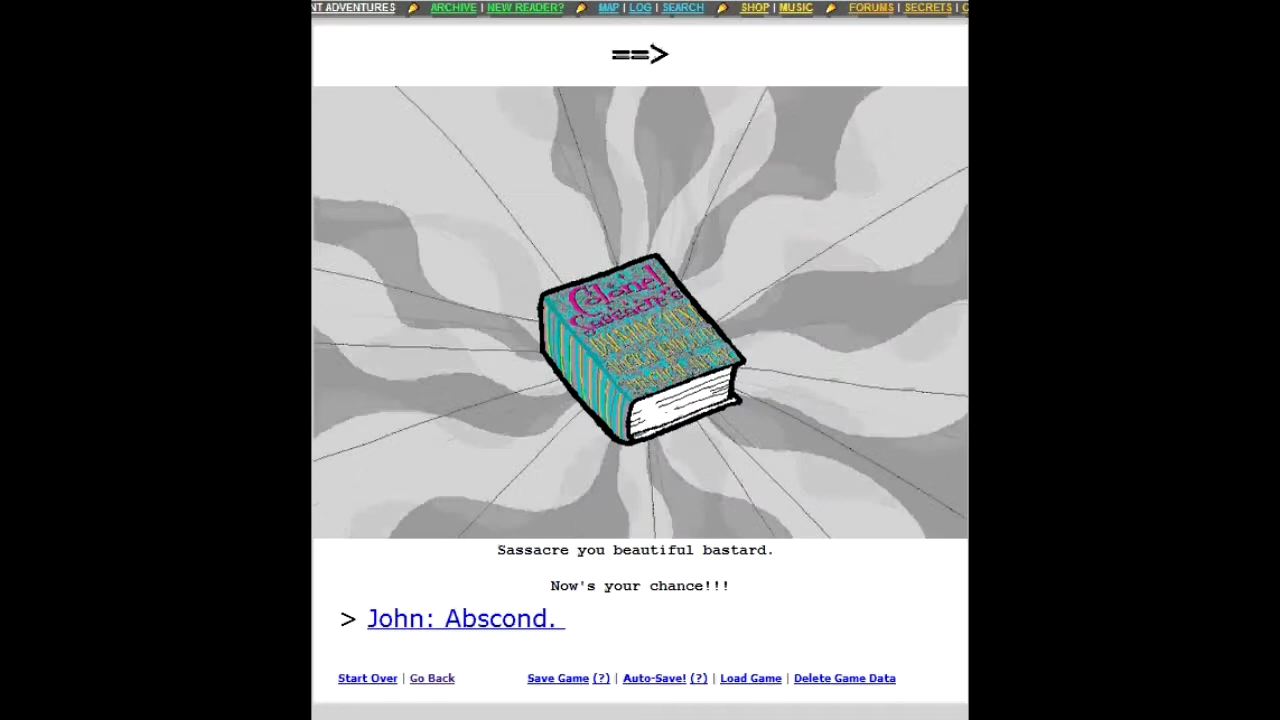 NT ADVENTURES ARCHIVE | NEW READER? MAP | LOG | SEARCH SHOP | MUSIC FORUMS | SECRETS |
==>
Colonel
Sassacre's
Sassacre you beautiful bastard.
Now's your chance!!!
> John: Abscond.
Start Over | Go Back Save Game (?) | Auto-Save! (?) | Load Game | Delete Game Data